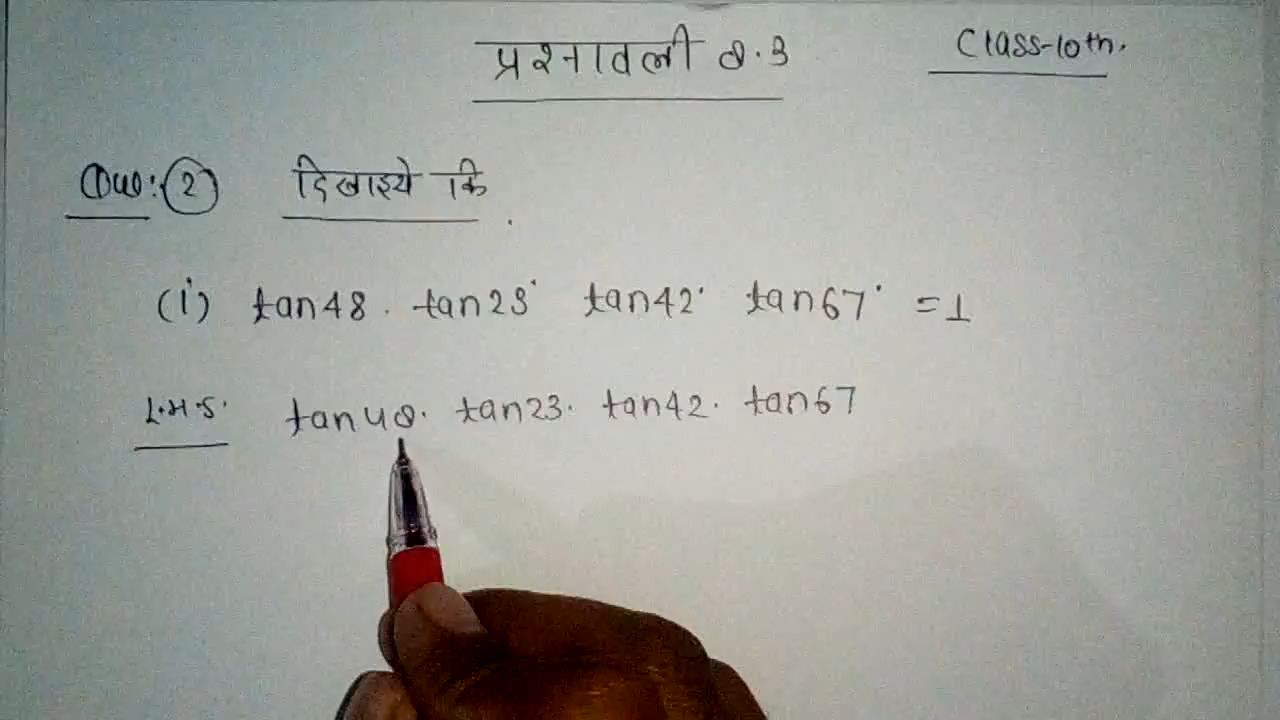 प्रश्नावली 8.3
Class-10th.
Que:(2) दिखाइये कि
(i) tan48. tan23° tan42° tan67° =1
L.H.S. tan48. tan23. tan42. tan67